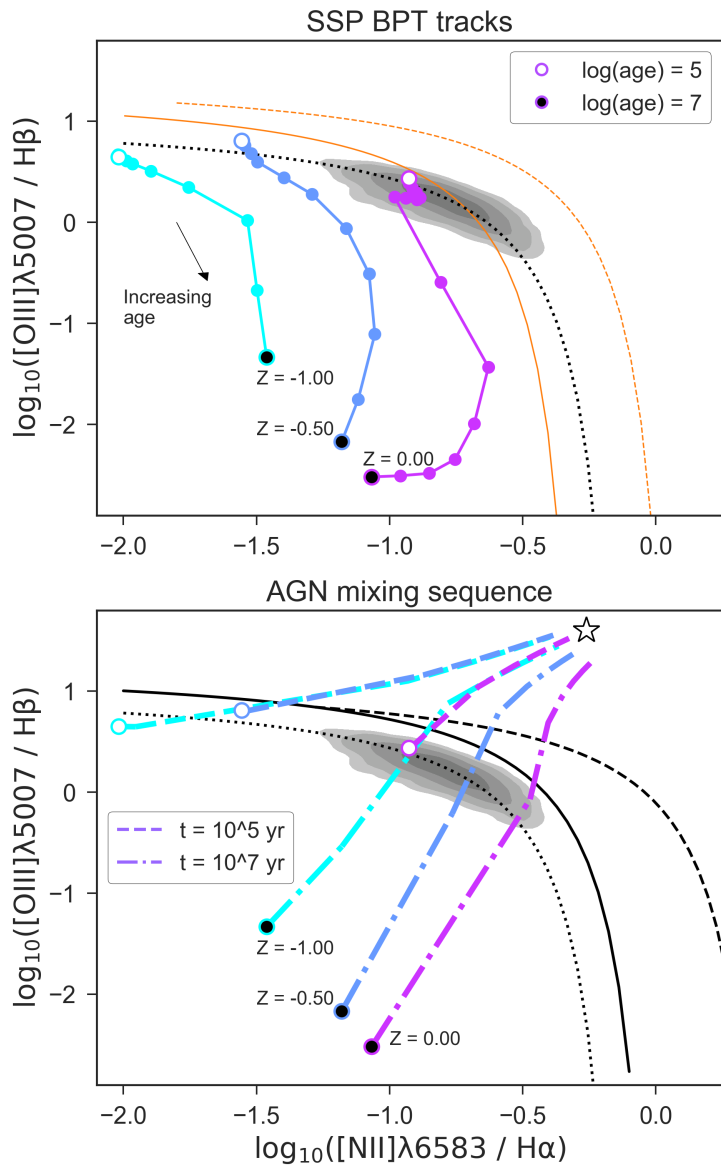 SSP BPT tracks
log(age) = 5
log(age) = 7
1
0
−1
−2
log₁₀([OIII]λ5007 / Hβ)
Increasing
age
Z = -1.00
Z = -0.50
Z = 0.00
−2.0 −1.5 −1.0 −0.5 0.0
AGN mixing sequence
1
0
−1
−2
log₁₀([OIII]λ5007 / Hβ)
t = 10^5 yr
t = 10^7 yr
Z = -1.00
Z = -0.50
Z = 0.00
−2.0 −1.5 −1.0 −0.5 0.0
log₁₀([NII]λ6583 / Hα)